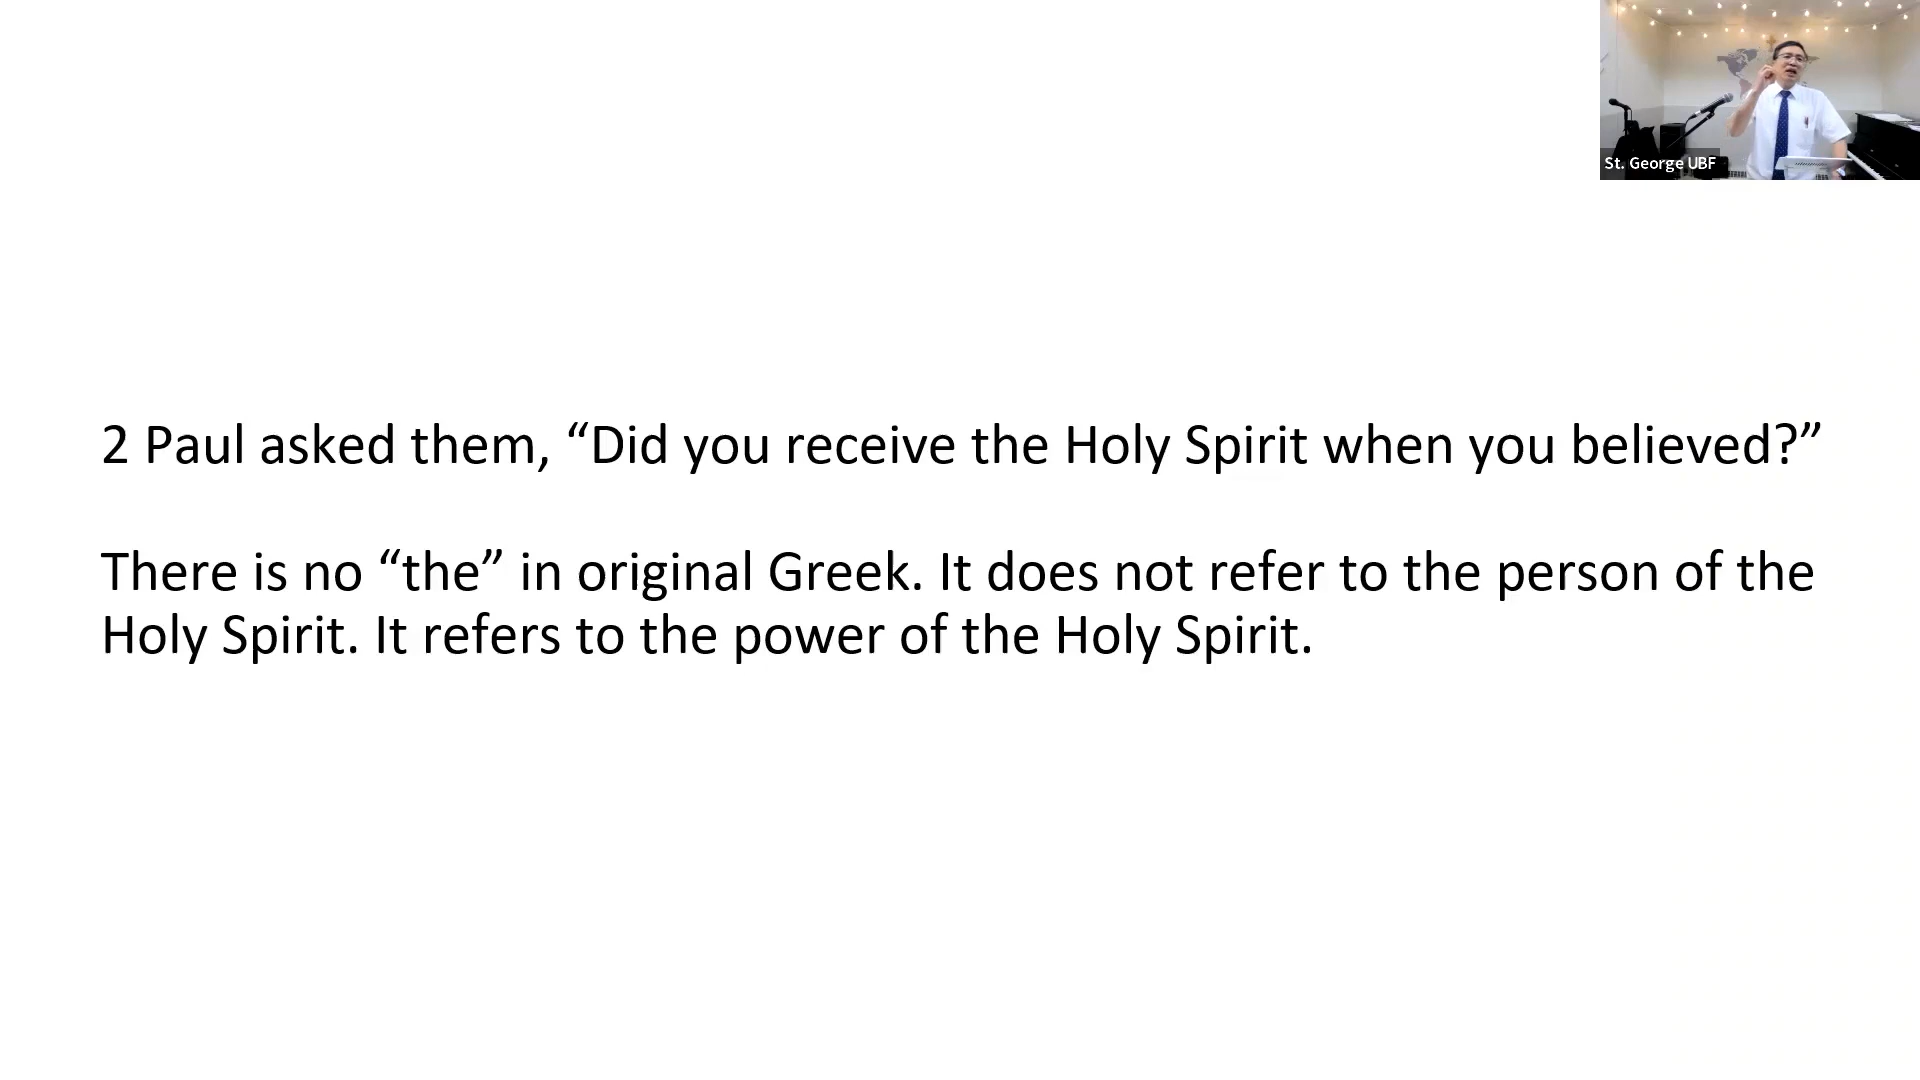 St. George UBF
2 Paul asked them, “Did you receive the Holy Spirit when you believed?”
There is no “the” in original Greek. It does not refer to the person of the
Holy Spirit. It refers to the power of the Holy Spirit.